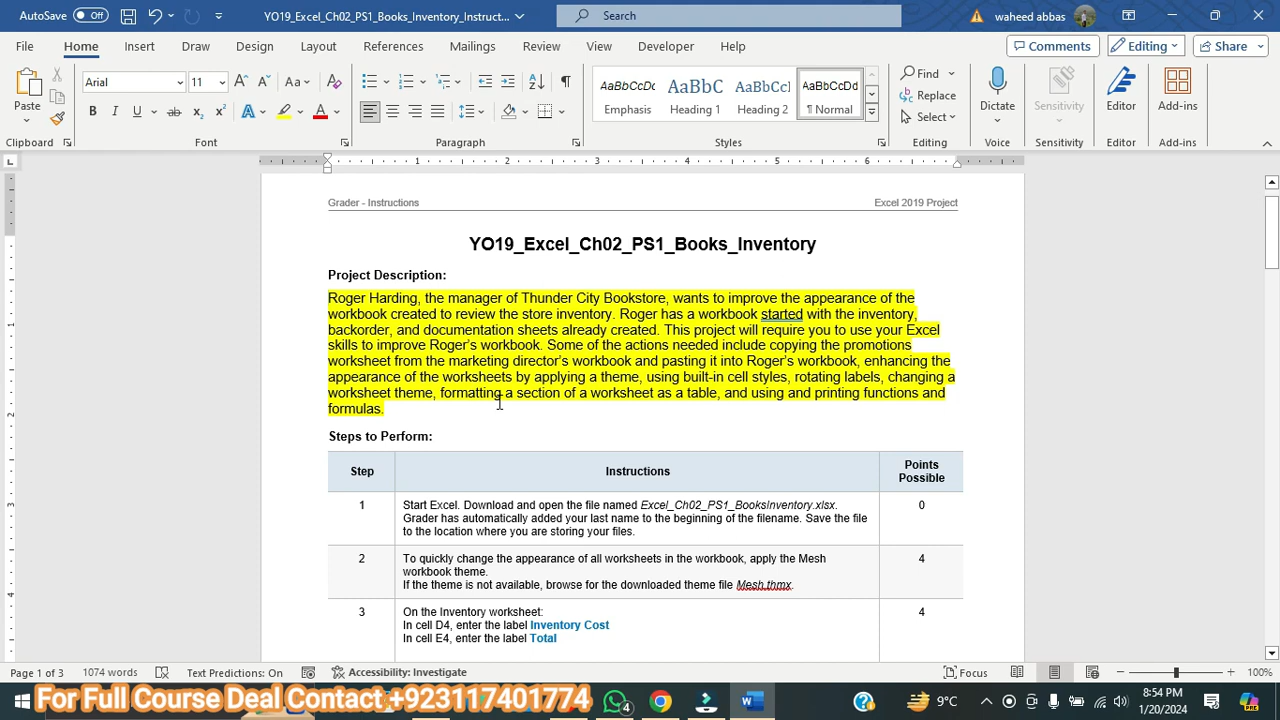 AutoSave Off YO19_Excel_Ch02_PS1_Books_Inventory_Instruct... Search waheed abbas
File Home Insert Draw Design Layout References Mailings Review View Developer Help Comments Editing Share
Paste Arial 11 Aa AaBbCcDc AaBbC AaBbCc AaBbCcDd Find Replace Select Dictate Sensitivity Editor Add-ins
B I U ab x₂ x² A A Emphasis Heading 1 Heading 2 ¶ Normal
Clipboard Font Paragraph Styles Editing Voice Sensitivity Editor Add-ins
1 2 3 4 5 6
Grader - Instructions Excel 2019 Project
YO19_Excel_Ch02_PS1_Books_Inventory
Project Description:
Roger Harding, the manager of Thunder City Bookstore, wants to improve the appearance of the
workbook created to review the store inventory. Roger has a workbook started with the inventory,
backorder, and documentation sheets already created. This project will require you to use your Excel
skills to improve Roger's workbook. Some of the actions needed include copying the promotions
worksheet from the marketing director's workbook and pasting it into Roger's workbook, enhancing the
appearance of the worksheets by applying a theme, using built-in cell styles, rotating labels, changing a
worksheet theme, formatting a section of a worksheet as a table, and using and printing functions and
formulas.
Steps to Perform:
Step Instructions Points Possible
1 Start Excel. Download and open the file named Excel_Ch02_PS1_BooksInventory.xlsx. 0
Grader has automatically added your last name to the beginning of the filename. Save the file
to the location where you are storing your files.
2 To quickly change the appearance of all worksheets in the workbook, apply the Mesh 4
workbook theme.
If the theme is not available, browse for the downloaded theme file Mesh.thmx.
3 On the Inventory worksheet: 4
In cell D4, enter the label Inventory Cost
In cell E4, enter the label Total
Page 1 of 3 1074 words Text Predictions: On Accessibility: Investigate Focus 100%
For Full Course Deal Contact +923117401774 4 9°C 8:54 PM
1/20/2024